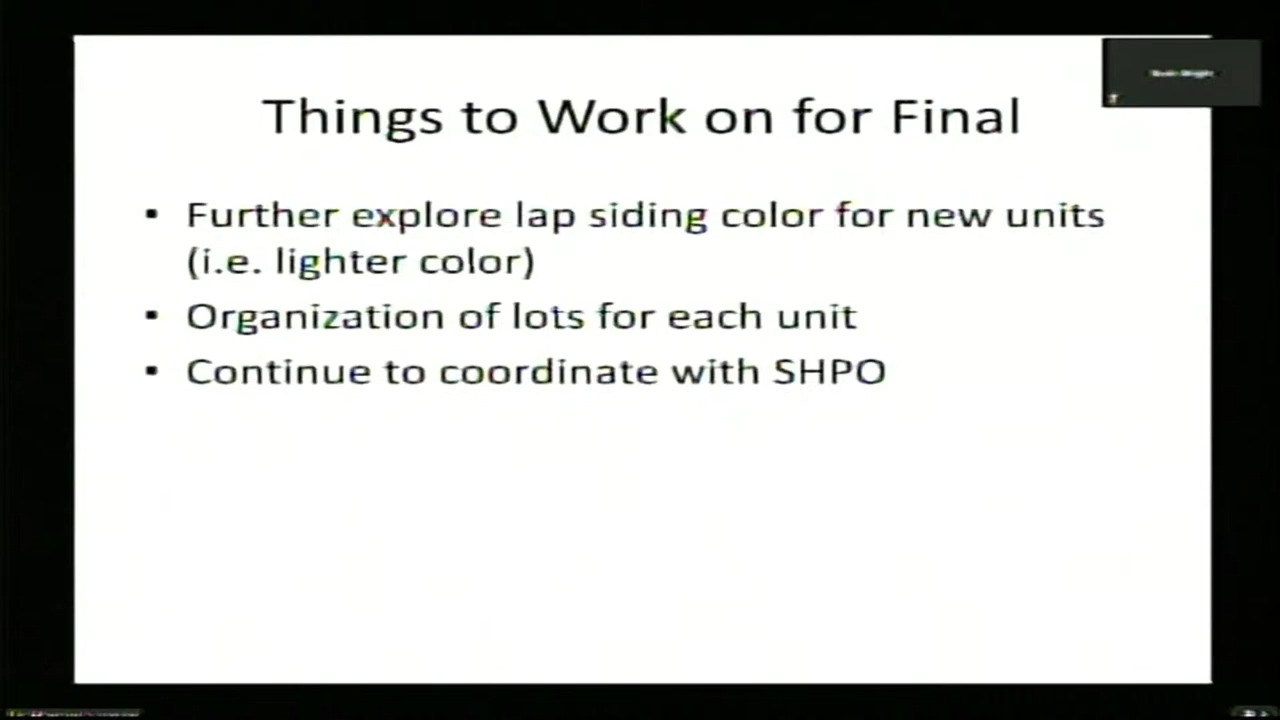 Things to Work on for Final
• Further explore lap siding color for new units
(i.e. lighter color)
• Organization of lots for each unit
• Continue to coordinate with SHPO